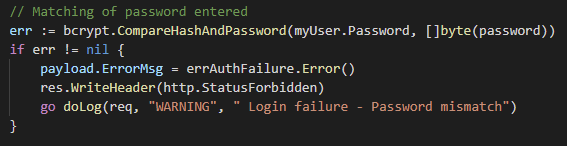 // Matching of password entered
err := bcrypt.CompareHashAndPassword(myUser.Password, []byte(password))
if err != nil {
    payload.ErrorMsg = errAuthFailure.Error()
    res.WriteHeader(http.StatusForbidden)
    go doLog(req, "WARNING", " Login failure - Password mismatch")
}